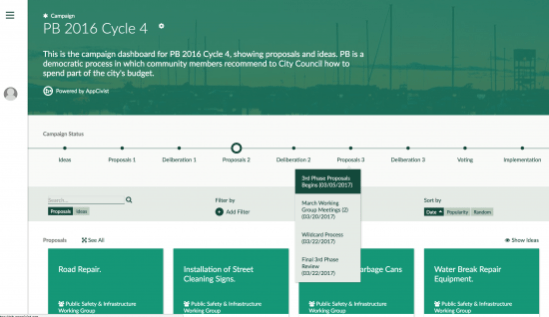 Campaign
PB 2016 Cycle 4
This is the campaign dashboard for PB 2016 Cycle 4, showing proposals and ideas. PB is a
democratic process in which community members recommend to City Council how to
spend part of the city's budget.
Powered by AppCivist
Campaign Status
Ideas Proposals 1 Deliberation 1 Proposals 2 Deliberation 2 Proposals 3 Deliberation 3 Voting Implementation
3rd Phase Proposals
Begins (03/05/2017)
March Working
Group Meetings (2)
(03/20/2017)
Wildcard Process
(03/22/2017)
Final 3rd Phase
Review
(03/22/2017)
Search...
Proposals Ideas
Filter by
Add Filter
Sort by
Date Popularity Random
Proposals See All Show Ideas
Road Repair.
Public Safety & Infrastructure
Working Group
Installation of Street
Cleaning Signs.
Public Safety & Infrastructure
Working Group
Cans
Public Safety & Infrastructure
Working Group
Water Break Repair
Equipment.
Public Safety & Infrastructure
Working Group